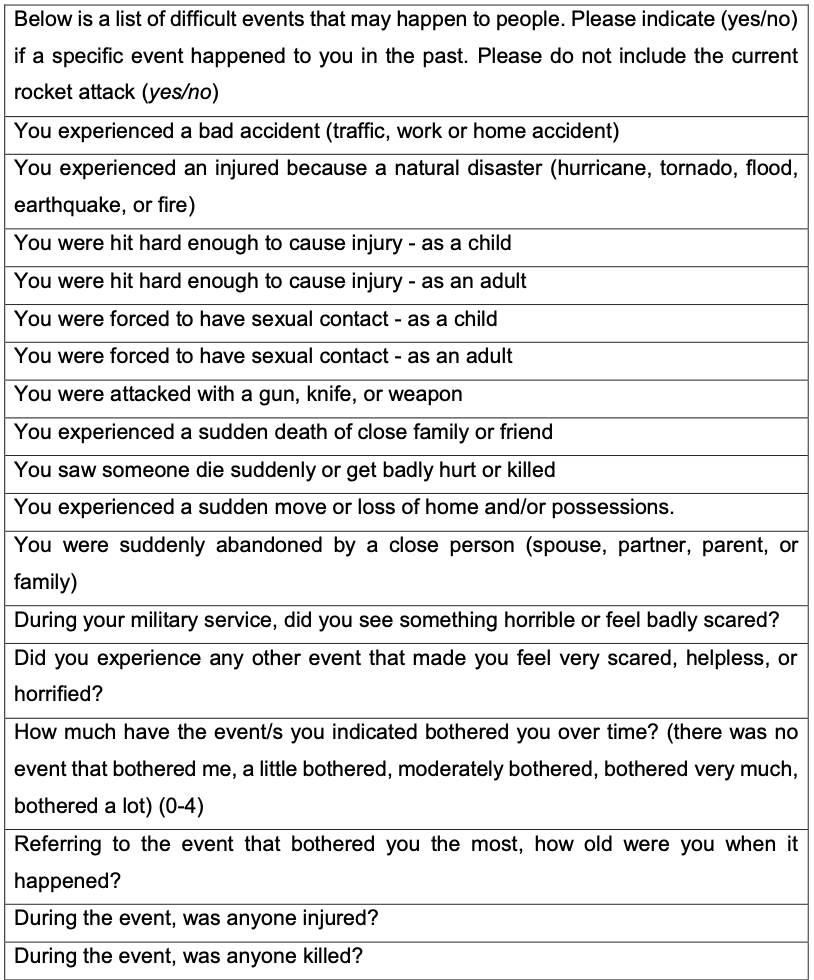 Below is a list of difficult events that may happen to people. Please indicate (yes/no)
if a specific event happened to you in the past. Please do not include the current
rocket attack (yes/no)
You experienced a bad accident (traffic, work or home accident)
You experienced an injured because a natural disaster (hurricane, tornado, flood,
earthquake, or fire)
You were hit hard enough to cause injury - as a child
You were hit hard enough to cause injury - as an adult
You were forced to have sexual contact - as a child
You were forced to have sexual contact - as an adult
You were attacked with a gun, knife, or weapon
You experienced a sudden death of close family or friend
You saw someone die suddenly or get badly hurt or killed
You experienced a sudden move or loss of home and/or possessions.
You were suddenly abandoned by a close person (spouse, partner, parent, or
family)
During your military service, did you see something horrible or feel badly scared?
Did you experience any other event that made you feel very scared, helpless, or
horrified?
How much have the event/s you indicated bothered you over time? (there was no
event that bothered me, a little bothered, moderately bothered, bothered very much,
bothered a lot) (0-4)
Referring to the event that bothered you the most, how old were you when it
happened?
During the event, was anyone injured?
During the event, was anyone killed?